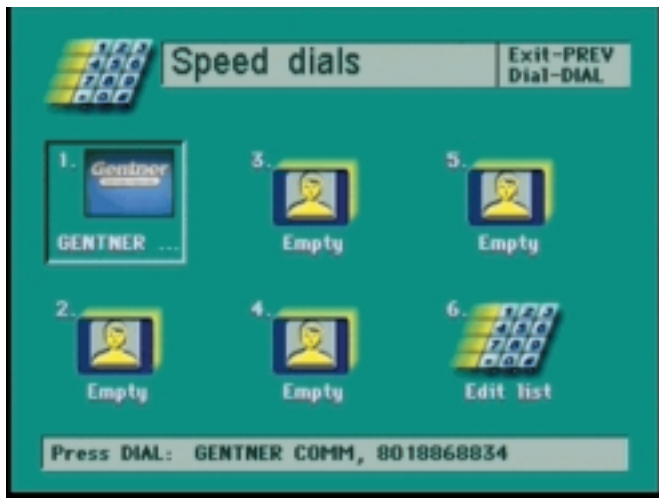 Speed dials
Exit-PREV
Dial-DIAL
1.
Gentner
GENTNER ...
3.
Empty
5.
Empty
2.
Empty
4.
Empty
6.
Edit list
Press DIAL: GENTNER COMM, 8018868834